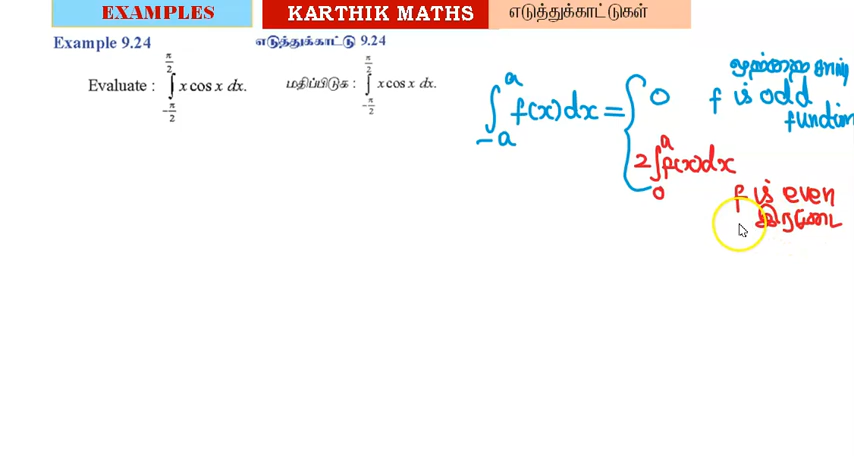 EXAMPLES KARTHIK MATHS எடுத்துக்காட்டுகள்
Example 9.24 எடுத்துக்காட்டு 9.24
Evaluate : ∫_{-π/2}^{π/2} x cos x dx. மதிப்பிடுக : ∫_{-π/2}^{π/2} x cos x dx.
∫_{-a}^{a} f(x) dx = { 0 f is odd
2 ∫_{0}^{a} f(x) dx
f is even
இரட்டை